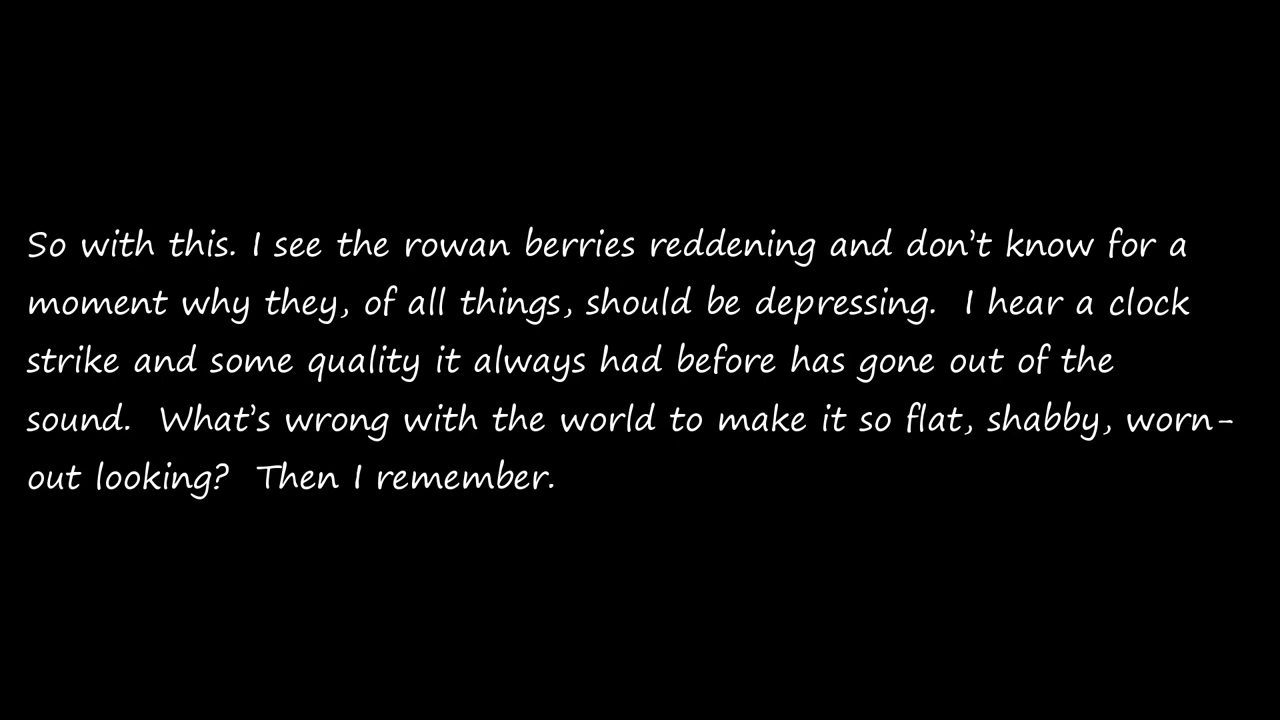 So with this. I see the rowan berries reddening and don’t know for a
moment why they, of all things, should be depressing.  I hear a clock
strike and some quality it always had before has gone out of the
sound.  What’s wrong with the world to make it so flat, shabby, worn-
out looking?  Then I remember.